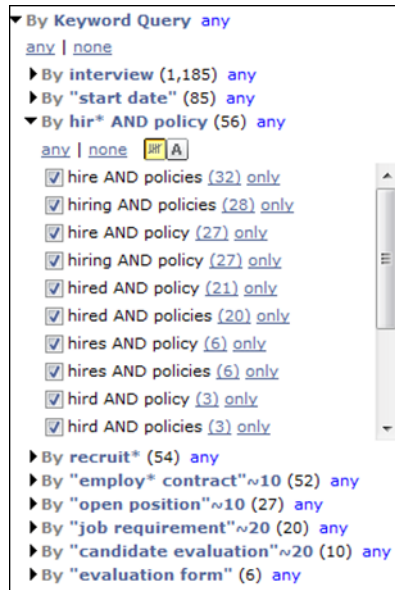 By Keyword Query any
any | none
By interview (1,185) any
By "start date" (85) any
By hir* AND policy (56) any
any | none A
hire AND policies (32) only
hiring AND policies (28) only
hire AND policy (27) only
hiring AND policy (27) only
hired AND policy (21) only
hired AND policies (20) only
hires AND policy (6) only
hires AND policies (6) only
hird AND policy (3) only
hird AND policies (3) only
By recruit* (54) any
By "employ* contract"~10 (52) any
By "open position"~10 (27) any
By "job requirement"~20 (20) any
By "candidate evaluation"~20 (10) any
By "evaluation form" (6) any